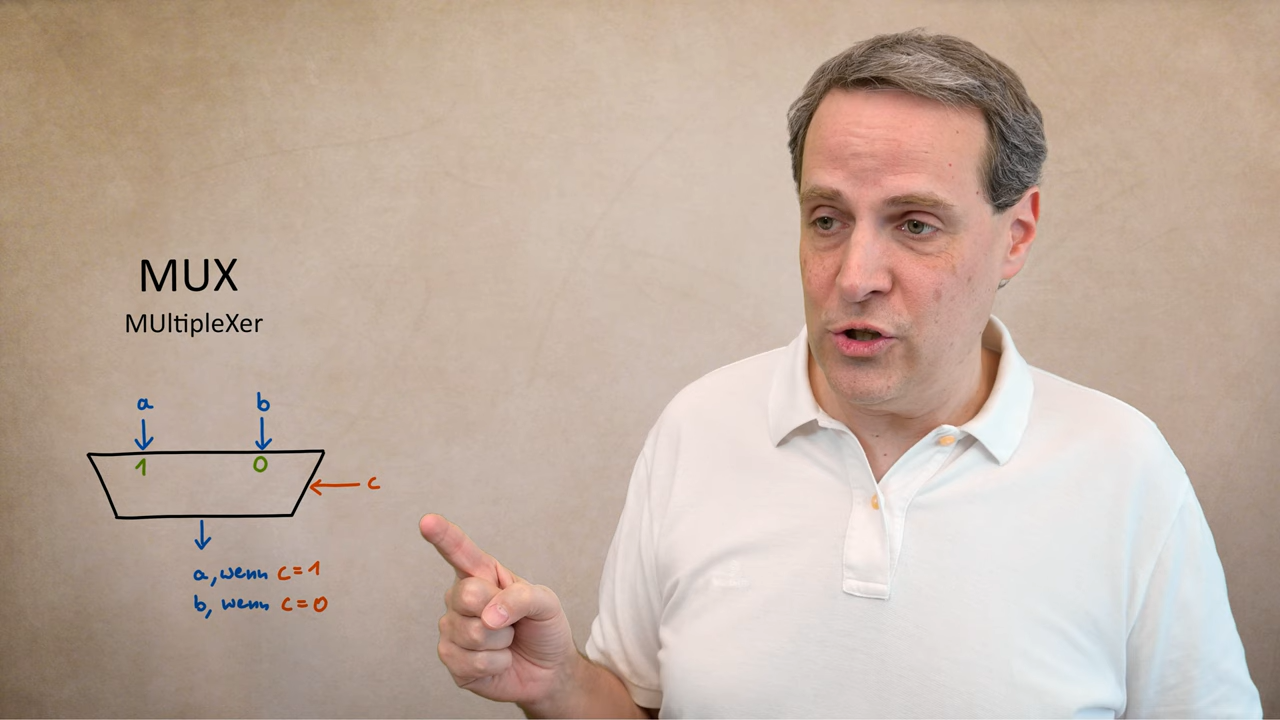 MUX
MUltipleXer
a b
1 0
c
a, wenn c=1
b, wenn c=0